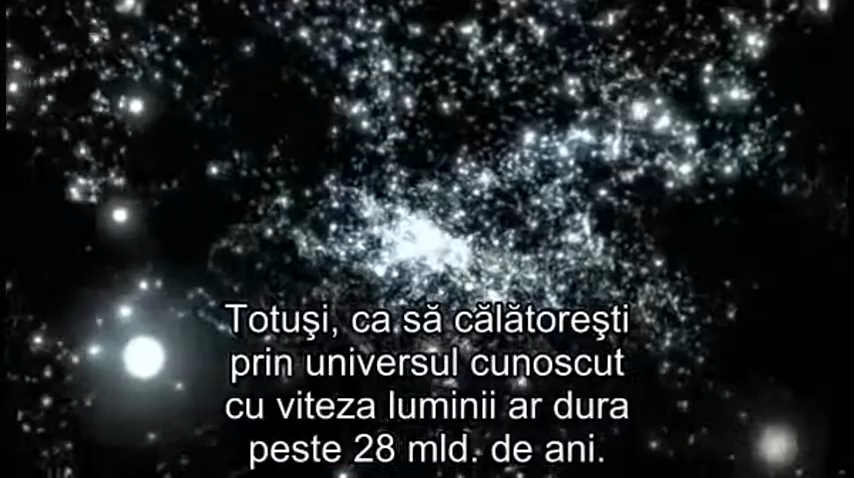 Totuşi, ca să călătoreşti
prin universul cunoscut
cu viteza luminii ar dura
peste 28 mld. de ani.